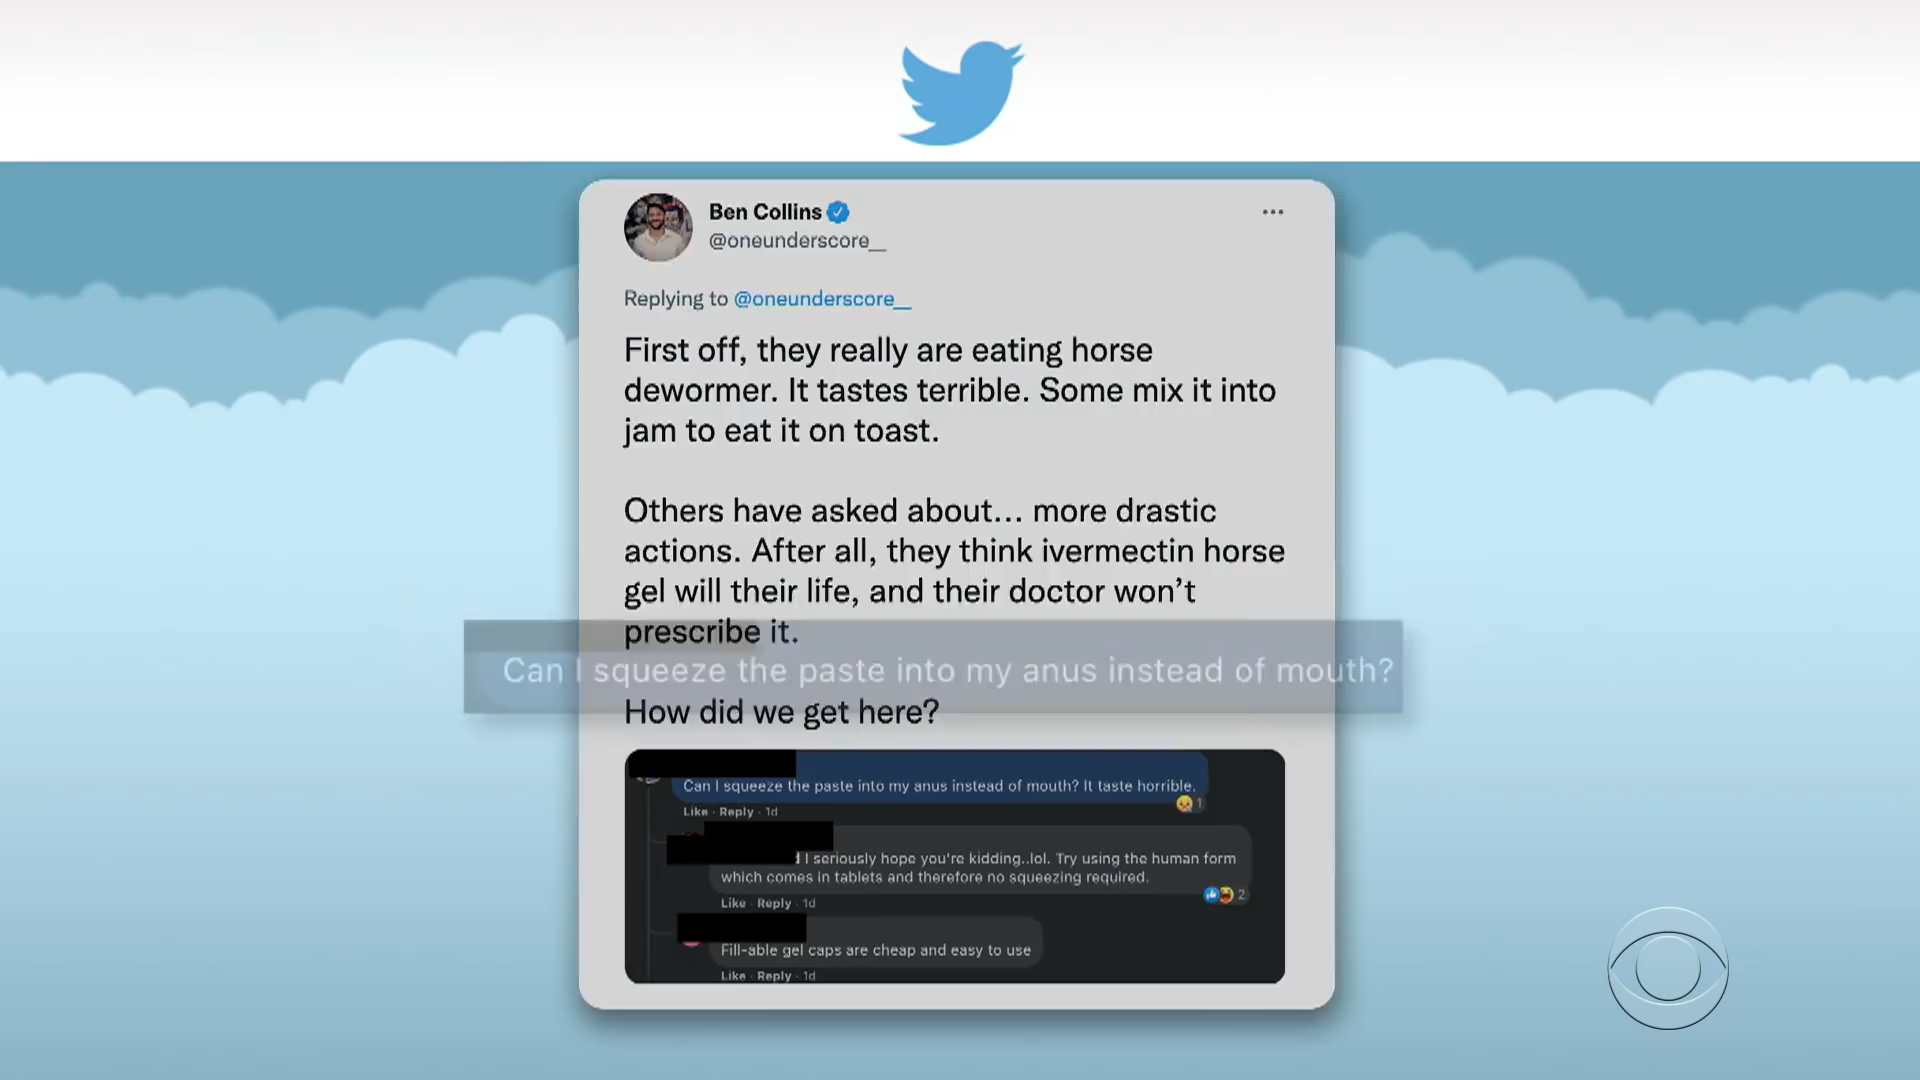 Ben Collins
@oneunderscore__
Replying to @oneunderscore__
First off, they really are eating horse
dewormer. It tastes terrible. Some mix it into
jam to eat it on toast.
Others have asked about... more drastic
actions. After all, they think ivermectin horse
gel will their life, and their doctor won't
prescribe it.
Can I squeeze the paste into my anus instead of mouth?
How did we get here?
Can I squeeze the paste into my anus instead of mouth? It taste horrible.
Like · Reply · 1d
1
d I seriously hope you're kidding..lol. Try using the human form
which comes in tablets and therefore no squeezing required.
2
Like · Reply · 1d
Fill-able gel caps are cheap and easy to use
Like · Reply · 1d